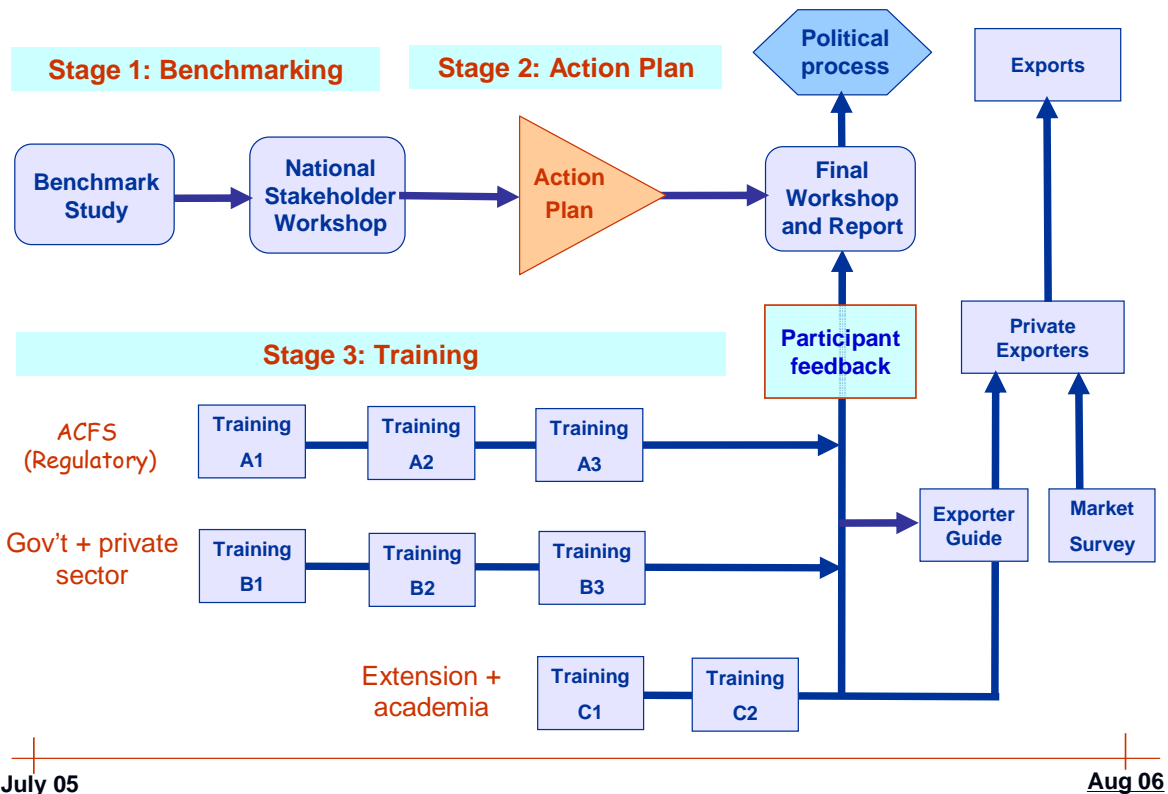 Stage 1: Benchmarking
Stage 2: Action Plan
Political
process
Exports
Benchmark
Study
National
Stakeholder
Workshop
Action
Plan
Final
Workshop
and Report
Participant
feedback
Private
Exporters
Stage 3: Training
ACFS
(Regulatory)
Training
A1
Training
A2
Training
A3
Gov't + private
sector
Training
B1
Training
B2
Training
B3
Exporter
Guide
Market
Survey
Extension +
academia
Training
C1
Training
C2
July 05
Aug 06